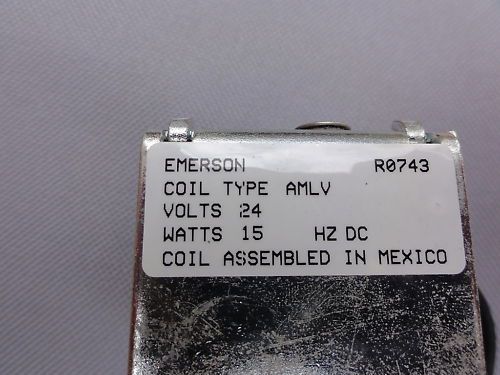 EMERSON R0743
COIL TYPE AMLV
VOLTS 24
WATTS 15 HZ DC
COIL ASSEMBLED IN MEXICO